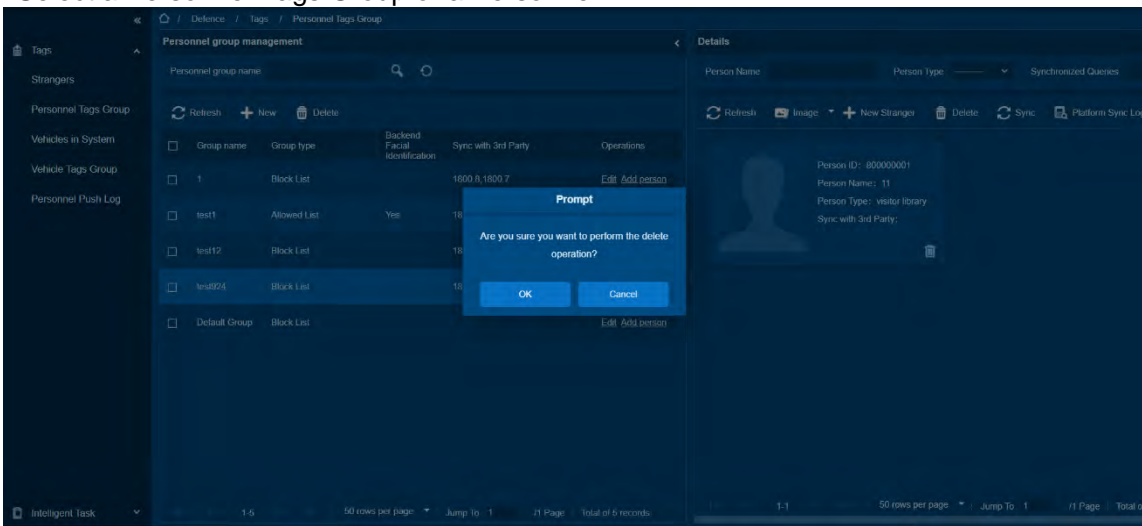 Defence / Tags / Personnel Tags Group
Tags
Strangers
Personnel Tags Group
Vehicles in System
Vehicle Tags Group
Personnel Push Log
Intelligent Task
Personnel group management
Personnel group name
Refresh New Delete
Group name Group type Backend Facial Identification Sync with 3rd Party Operations
1 Block List 1800.8,1800.7 Edit Add person
test1 Allowed List Yes 18
test12 Block List 18
test924 Block List 18
Default Group Block List Edit Add person
1-5 50 rows per page Jump To 1 /1 Page Total of 5 records
Prompt
Are you sure you want to perform the delete
operation?
OK Cancel
Details
Person Name Person Type Synchronized Queries
Refresh Image New Stranger Delete Sync Platform Sync Lo
Person ID: 800000001
Person Name: 11
Person Type: visitor library
Sync with 3rd Party:
1-1 50 rows per page Jump To 1 /1 Page Total o